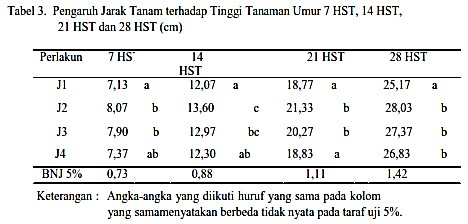 Tabel 3. Pengaruh Jarak Tanam terhadap Tinggi Tanaman Umur 7 HST, 14 HST,
21 HST dan 28 HST (cm)
Perlakun 7 HS 14 HST 21 HST 28 HST
J1 7,13 a 12,07 a 18,77 a 25,17 a
J2 8,07 b 13,60 c 21,33 b 28,03 b
J3 7,90 b 12,97 bc 20,27 b 27,37 b
J4 7,37 ab 12,30 ab 18,83 a 26,83 b
BNJ 5% 0,73 0,88 1,11 1,42
Keterangan : Angka-angka yang diikuti huruf yang sama pada kolom
yang samamenyatakan berbeda tidak nyata pada taraf uji 5%.